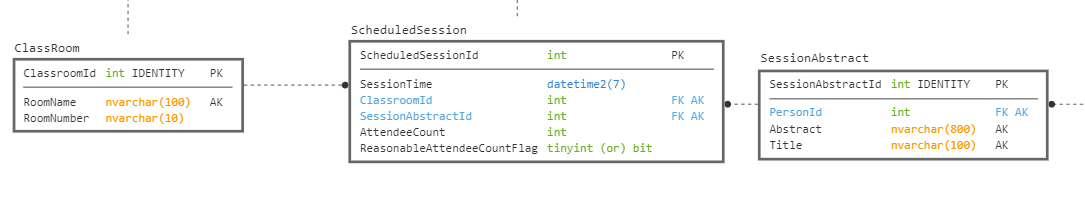 ClassRoom
ClassroomId int IDENTITY PK
RoomName nvarchar(100) AK
RoomNumber nvarchar(10)
ScheduledSession
ScheduledSessionId int PK
SessionTime datetime2(7)
ClassroomId int FK AK
SessionAbstractId int FK AK
AttendeeCount int
ReasonableAttendeeCountFlag tinyint (or) bit
SessionAbstract
SessionAbstractId int IDENTITY PK
PersonId int FK AK
Abstract nvarchar(800) AK
Title nvarchar(100) AK